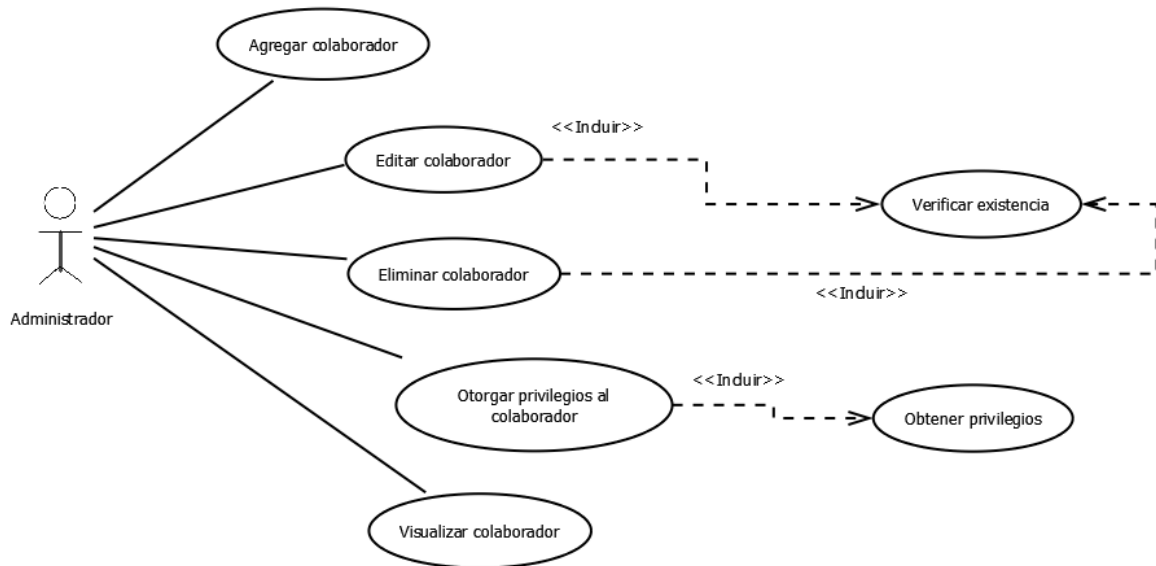 Agregar colaborador
<<Incluir>>
Editar colaborador
Verificar existencia
Eliminar colaborador
<<Incluir>>
Administrador
<<Incluir>>
Otorgar privilegios al
colaborador
Obtener privilegios
Visualizar colaborador